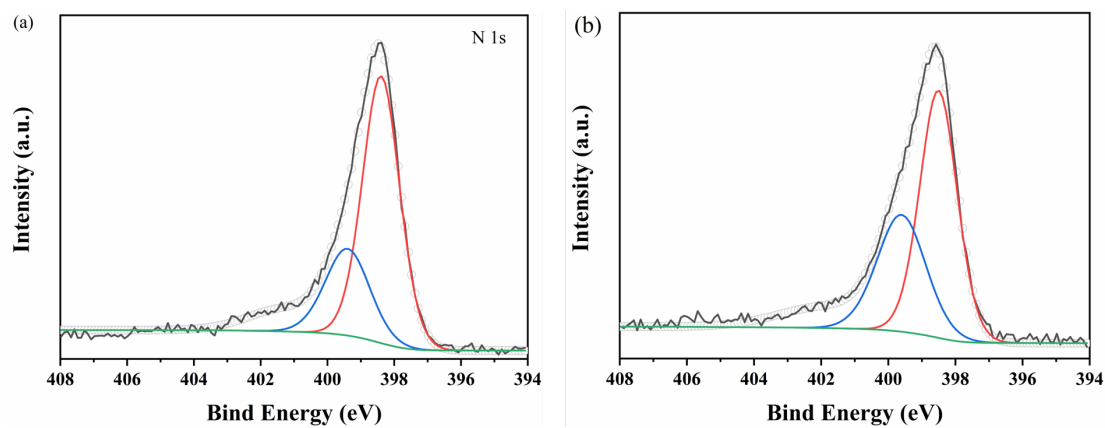 (a)
N 1s
Intensity (a.u.)
408 406 404 402 400 398 396 394
Bind Energy (eV)
(b)
Intensity (a.u.)
408 406 404 402 400 398 396 394
Bind Energy (eV)